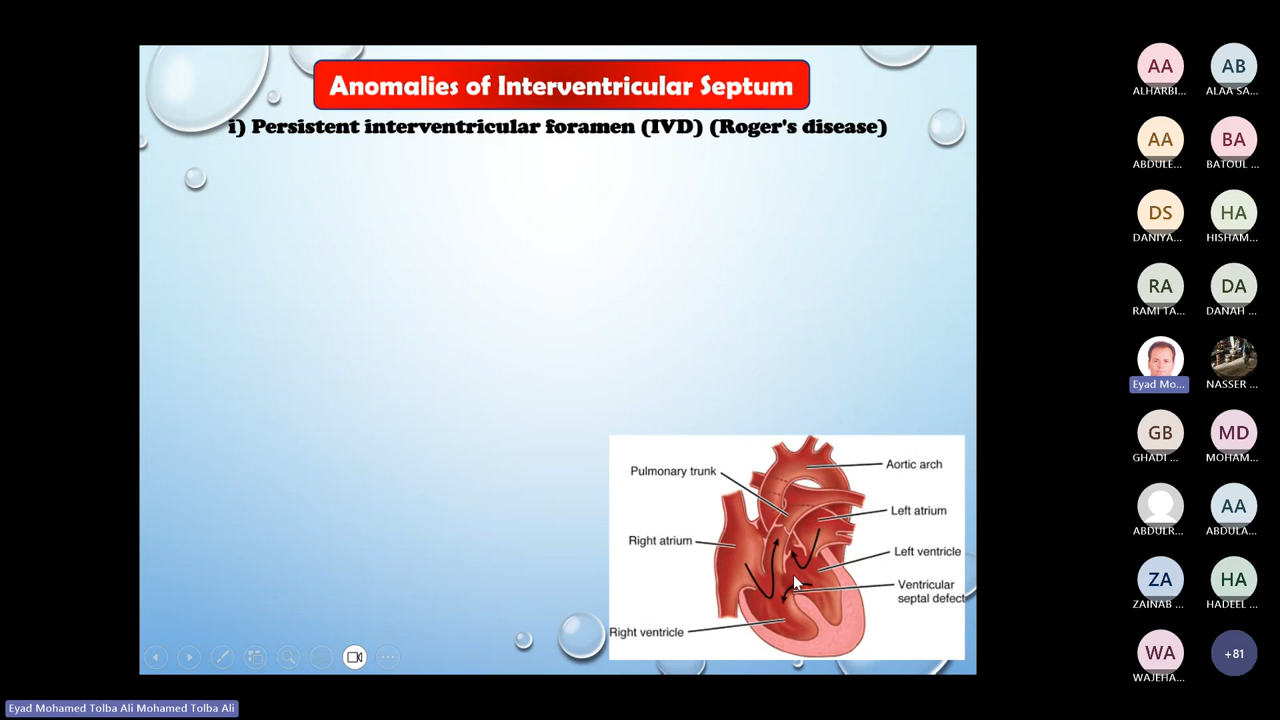 Anomalies of Interventricular Septum
i) Persistent interventricular foramen (IVD) (Roger's disease)
Pulmonary trunk
Aortic arch
Left atrium
Right atrium
Left ventricle
Ventricular
septal defect
Right ventricle
AA
ALHARBI...
AB
ALAA SA...
AA
ABDULE...
BA
BATOUL ...
DS
DANIYA...
HA
HISHAM...
RA
RAMI TA...
DA
DANAH ...
Eyad Mo...
NASSER ...
GB
GHADI ...
MD
MOHAM...
ABDULR...
AA
ABDULA...
ZA
ZAINAB ...
HA
HADEEL ...
WA
WAJEHA...
+81
Eyad Mohamed Tolba Ali Mohamed Tolba Ali